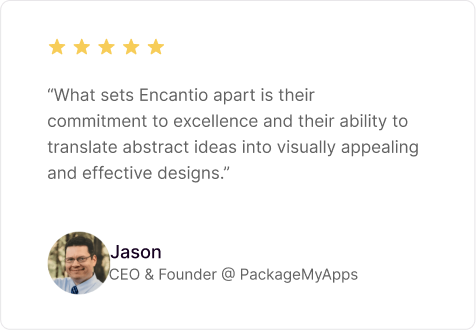 “What sets Encantio apart is their
commitment to excellence and their ability to
translate abstract ideas into visually appealing
and effective designs.”
Jason
CEO & Founder @ PackageMyApps